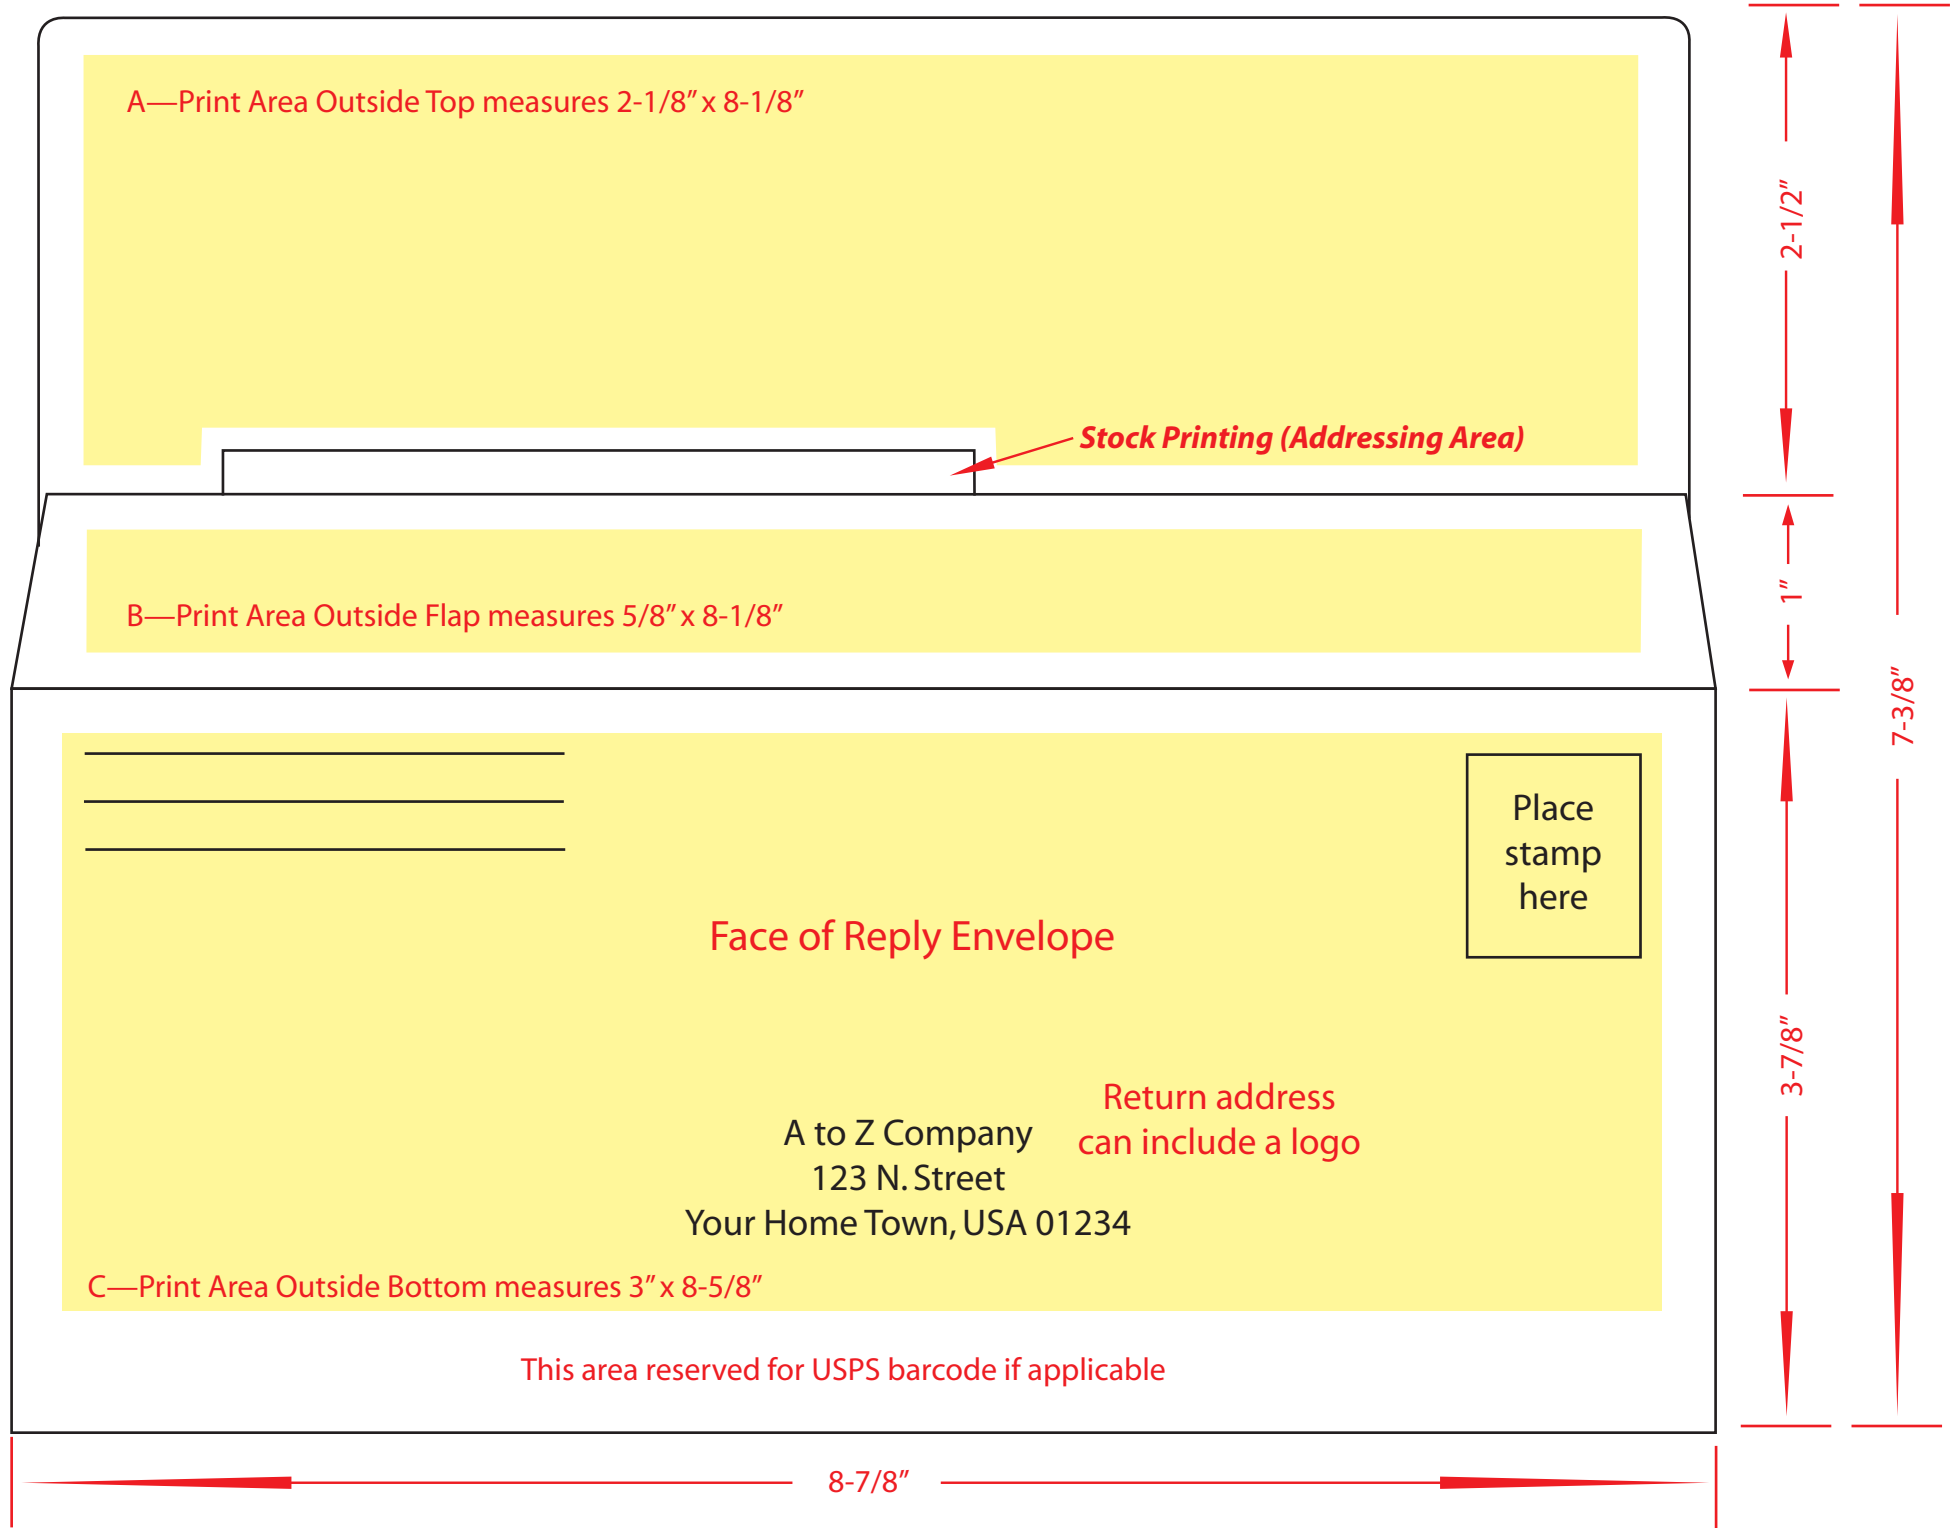 A—Print Area Outside Top measures 2-1/8” x 8-1/8”
2-1/2”
Stock Printing (Addressing Area)
B—Print Area Outside Flap measures 5/8” x 8-1/8”
1”
7-3/8”
Place
stamp
here
Face of Reply Envelope
3-7/8”
Return address
can include a logo
A to Z Company
123 N. Street
Your Home Town, USA 01234
C—Print Area Outside Bottom measures 3” x 8-5/8”
This area reserved for USPS barcode if applicable
8-7/8”